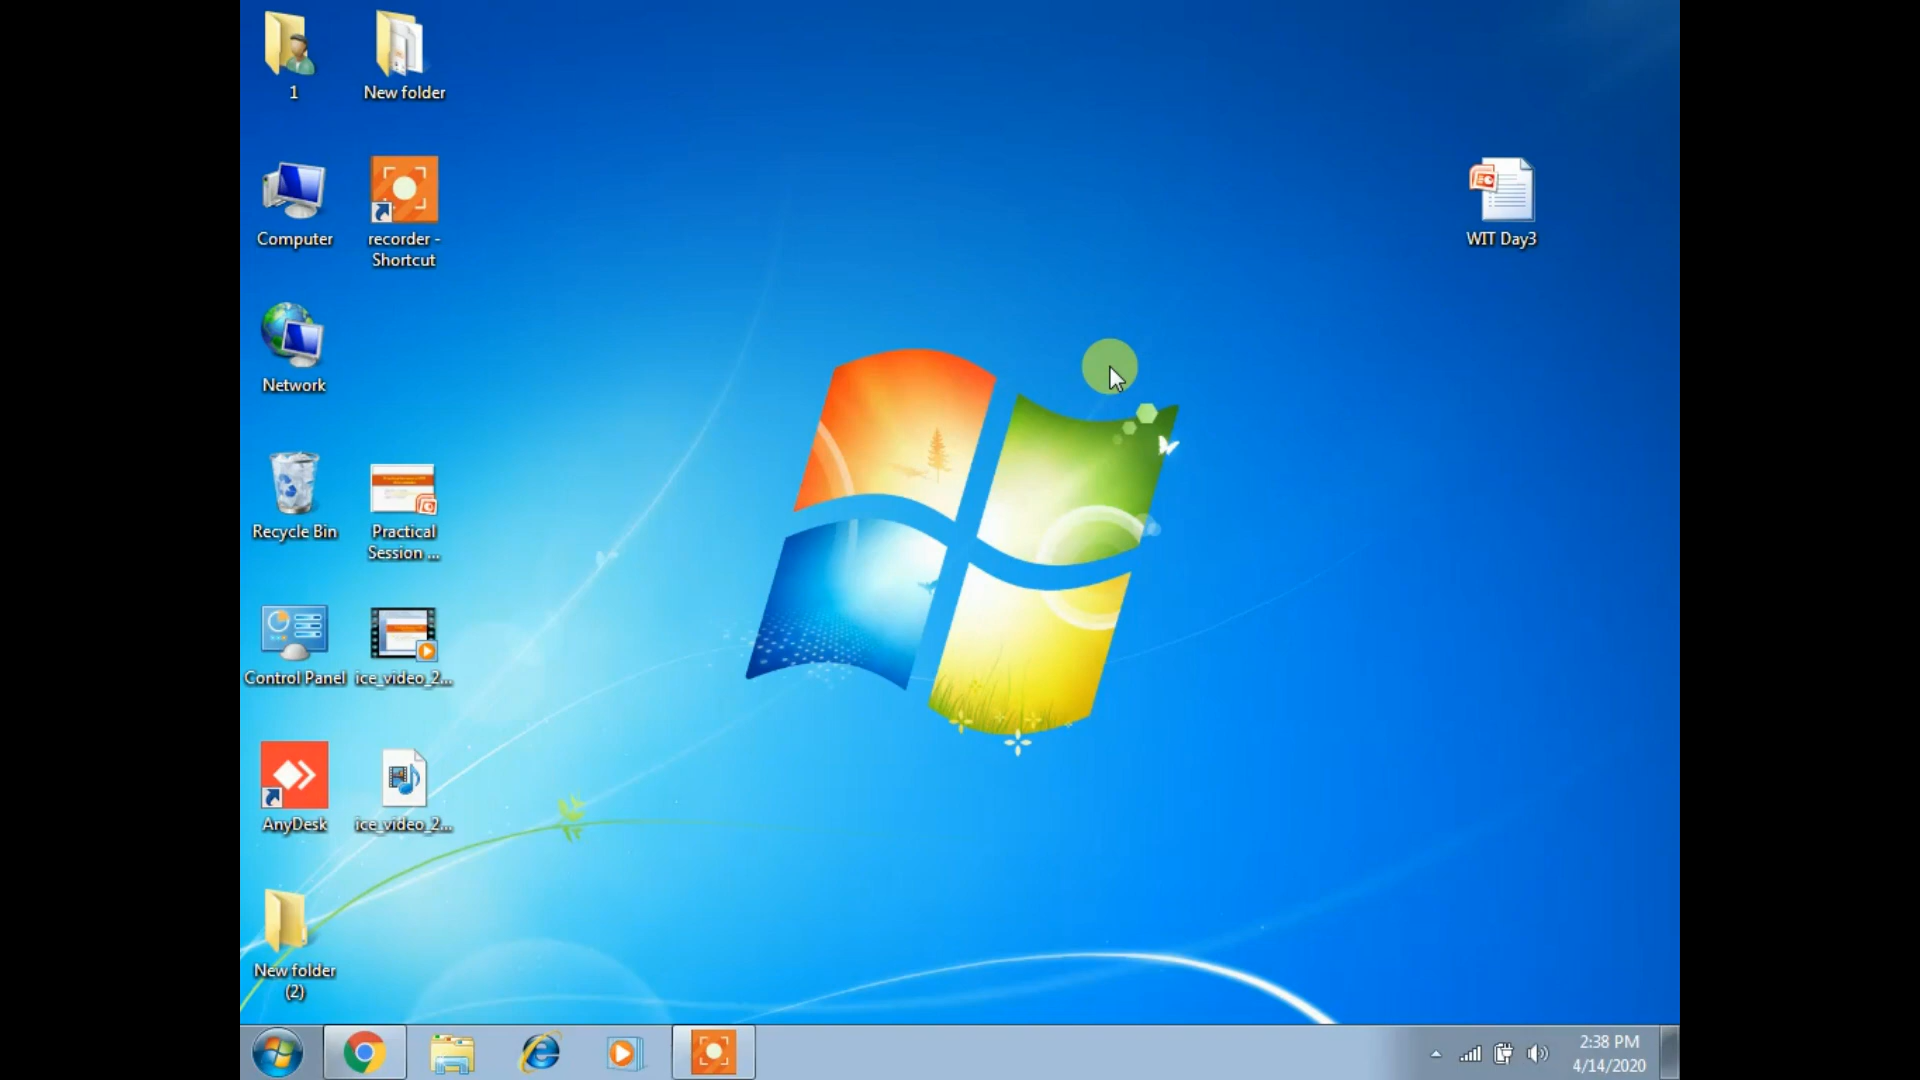 1
New folder
Computer
recorder -
Shortcut
WIT Day3
Network
Recycle Bin
Practical
Session ...
Control Panel
ice_video_2...
AnyDesk
ice_video_2...
New folder
(2)
2:38 PM
4/14/2020